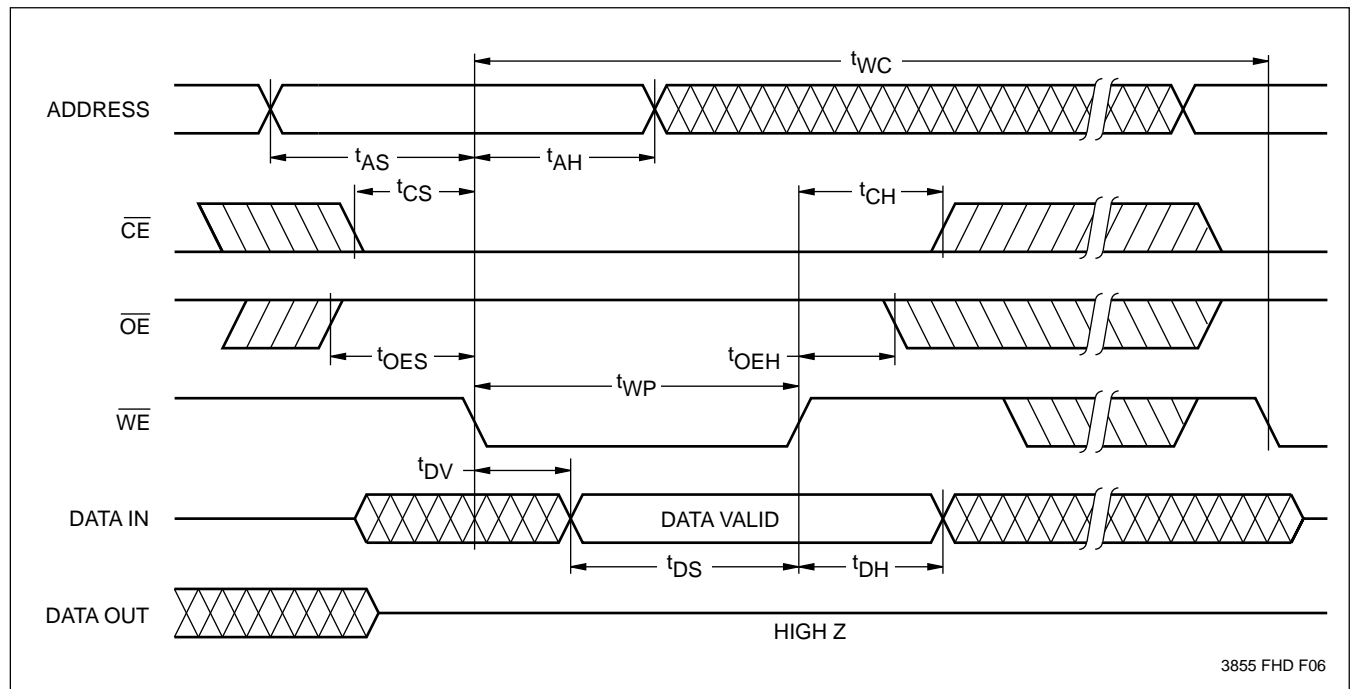 tWC
ADDRESS
tAS
tAH
tCS
tCH
CE
OE
tOES
tOEH
tWP
WE
tDV
DATA IN
DATA VALID
tDS
tDH
DATA OUT
HIGH Z
3855 FHD F06